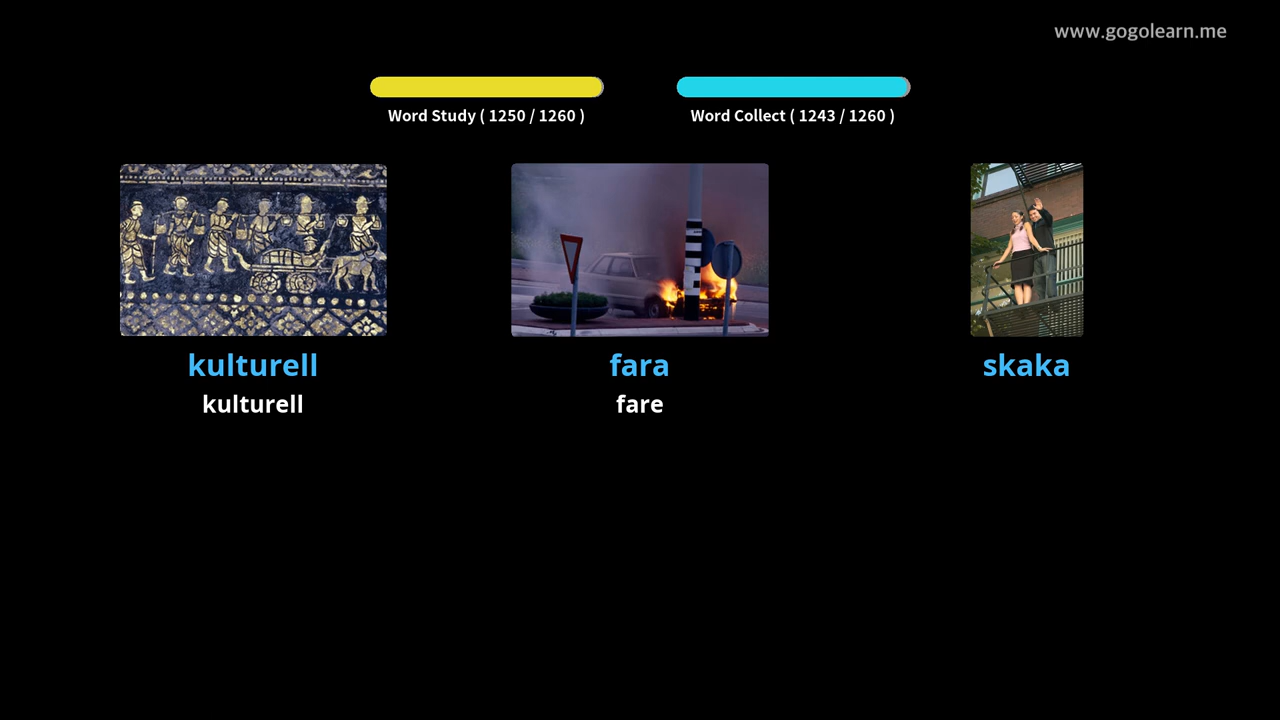 www.gogolearn.me
Word Study ( 1250 / 1260 )
Word Collect ( 1243 / 1260 )
kulturell
kulturell
fara
fare
skaka